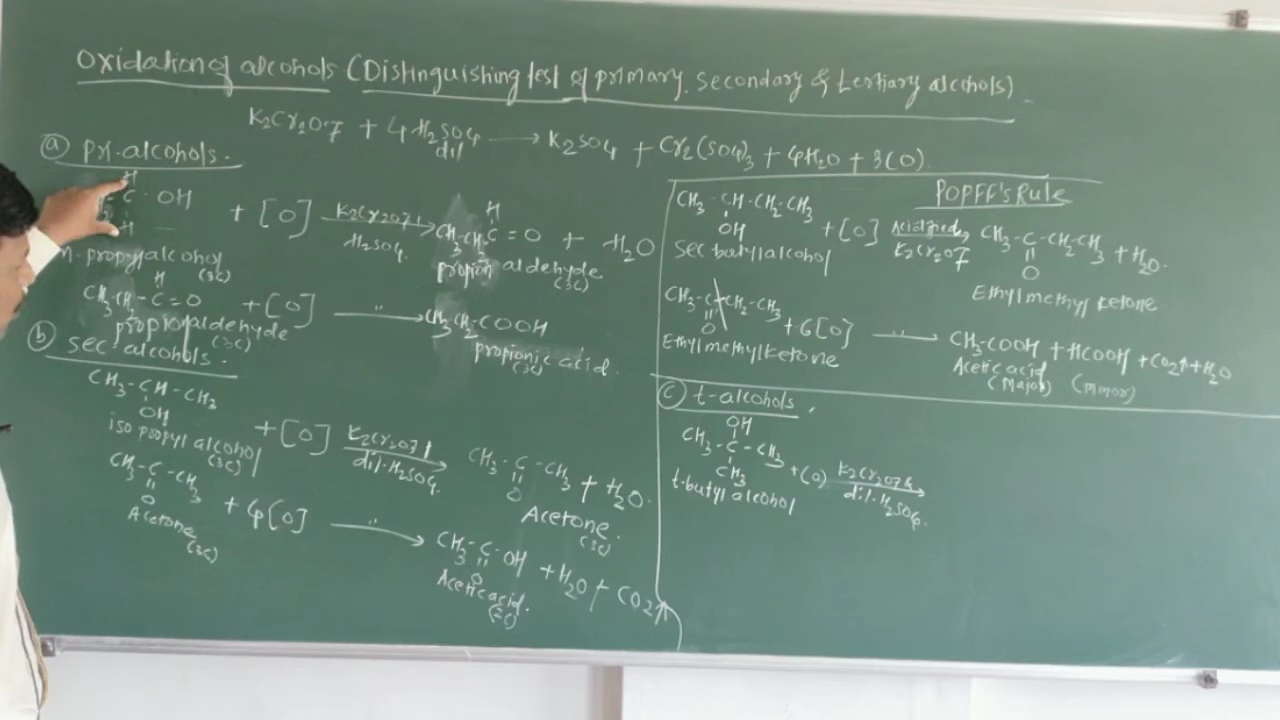 Oxidation of alcohols (Distinguishing test of primary, secondary & tertiary alcohols).
K2Cr2O7 + 4H2SO4 dil → K2SO4 + Cr2(SO4)3 + 4H2O + 3(O).
(a) pri-alcohols.
H
C - OH + [O] K2Cr2O7 + H2SO4. → CH3-CH2-C=O + H2O
H
H
n-propyl alcohol (3C) propionaldehyde (3C)
H
CH3-CH2-C=O + [O] —"→ CH3-CH2-COOH
propionaldehyde (3C) propionic acid. (3C)
(b) sec-alcohols.
CH3-CH-CH3 + [O] K2Cr2O7 + dil.H2SO4. → CH3-C-CH3 + H2O.
OH O
iso propyl alcohol (3C) Acetone. (3C)
CH3-C-CH3 + 4[O] —"→ CH3-C-OH + H2O + CO2↑
O O
Acetone (3C) Acetic acid. (2C)
POPFF's Rule
CH3-CH-CH2-CH3 + [O] Acidified K2Cr2O7 → CH3-C-CH2-CH3 + H2O.
OH O
Sec butyl alcohol Ethyl methyl ketone
CH3-C-CH2-CH3 + 6[O] —"→ CH3-COOH + HCOOH + CO2↑ + H2O
O
Ethyl methyl ketone Acetic acid (Major) (minor)
(c) t-alcohols.
OH
CH3-C-CH3 + (O) K2Cr2O7 & dil.H2SO4. →
CH3
t-butyl alcohol